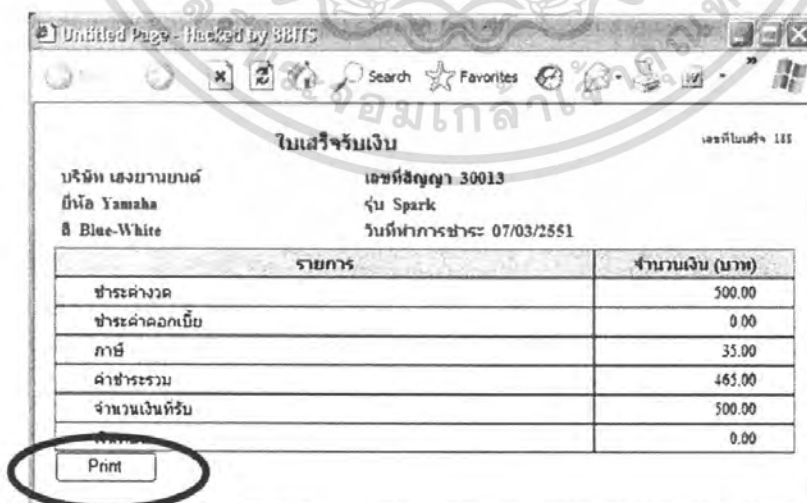 Untitled Page - Hacked by 8BITS
Search Favorites
ใบเสร็จรับเงิน
เลขที่ใบเสร็จ 188
บริษัท เฮงยานยนต์ เลขที่สัญญา 30013
ยี่ห้อ Yamaha รุ่น Spark
สี Blue-White วันที่ทำการชำระ 07/03/2551
รายการ จำนวนเงิน (บาท)
ชำระค่างวด 500.00
ชำระค่าดอกเบี้ย 0.00
ภาษี 35.00
ค่าชำระรวม 465.00
จำนวนเงินที่รับ 500.00
0.00
Print